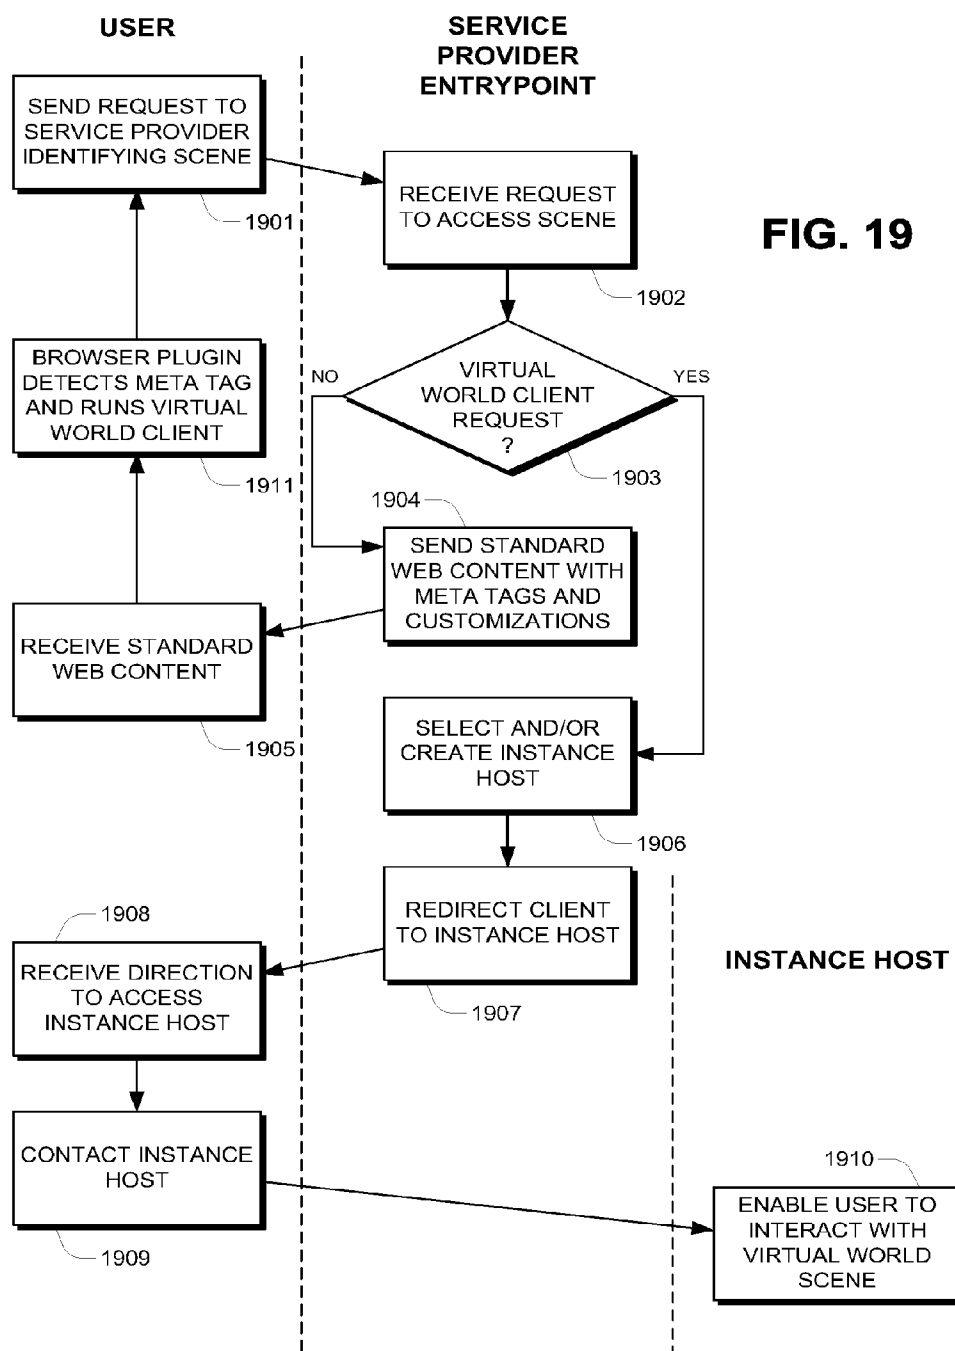 USER
SERVICE
PROVIDER
ENTRYPOINT
SEND REQUEST TO
SERVICE PROVIDER
IDENTIFYING SCENE
1901
RECEIVE REQUEST
TO ACCESS SCENE
1902
FIG. 19
BROWSER PLUGIN
DETECTS META TAG
AND RUNS VIRTUAL
WORLD CLIENT
1911
NO
VIRTUAL
WORLD CLIENT
REQUEST
?
YES
1903
1904
SEND STANDARD
WEB CONTENT WITH
META TAGS AND
CUSTOMIZATIONS
RECEIVE STANDARD
WEB CONTENT
1905
SELECT AND/OR
CREATE INSTANCE
HOST
1906
REDIRECT CLIENT
TO INSTANCE HOST
1907
1908
RECEIVE DIRECTION
TO ACCESS
INSTANCE HOST
INSTANCE HOST
CONTACT INSTANCE
HOST
1909
1910
ENABLE USER TO
INTERACT WITH
VIRTUAL WORLD
SCENE